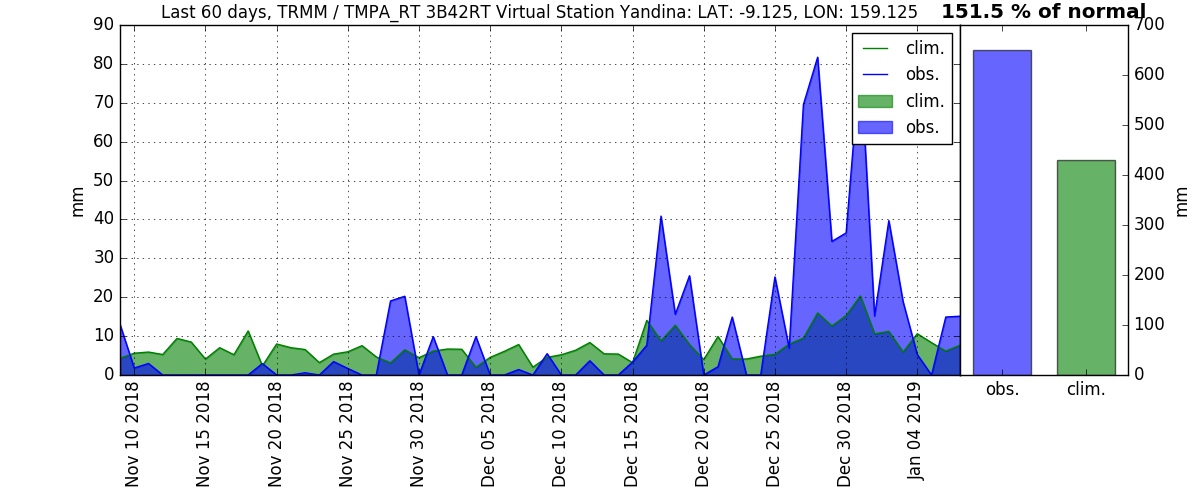 Last 60 days, TRMM / TMPA_RT 3B42RT Virtual Station Yandina: LAT: -9.125, LON: 159.125
151.5 % of normal
90
80
70
60
50
40
30
20
10
0
mm
clim.
obs.
clim.
obs.
Nov 10 2018
Nov 15 2018
Nov 20 2018
Nov 25 2018
Nov 30 2018
Dec 05 2018
Dec 10 2018
Dec 15 2018
Dec 20 2018
Dec 25 2018
Dec 30 2018
Jan 04 2019
700
600
500
400
300
200
100
0
mm
obs.
clim.